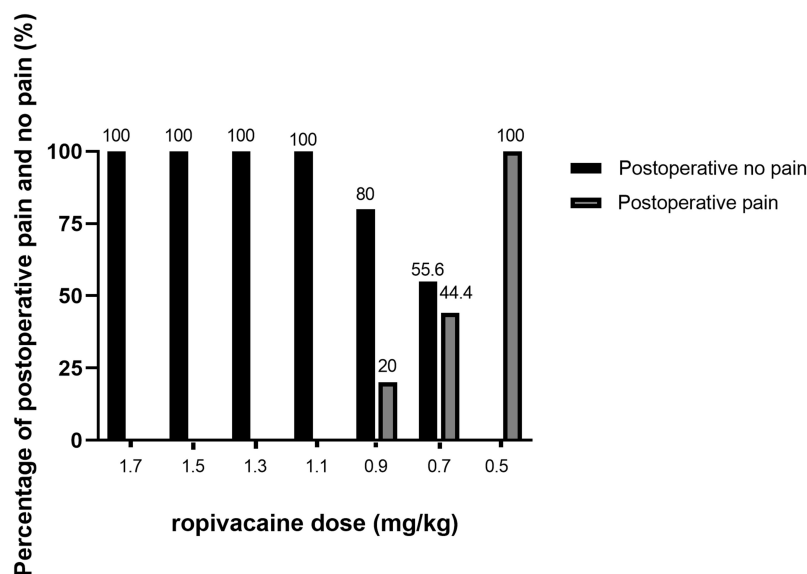 Percentage of postoperative pain and no pain (%)
100 100 100 100 80 20 55.6 44.4 100
100
75
50
25
0
1.7 1.5 1.3 1.1 0.9 0.7 0.5
ropivacaine dose (mg/kg)
Postoperative no pain
Postoperative pain